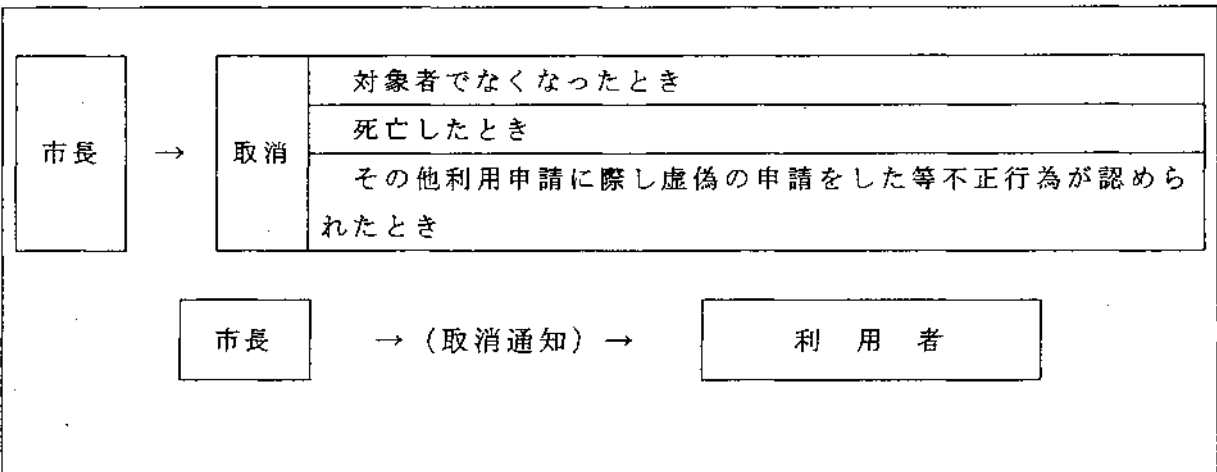 対象者でなくなったとき
死亡したとき
市長 → 取消
その他利用申請に際し虚偽の申請をした等不正行為が認めら
れたとき
市長 →(取消通知)→ 利用者